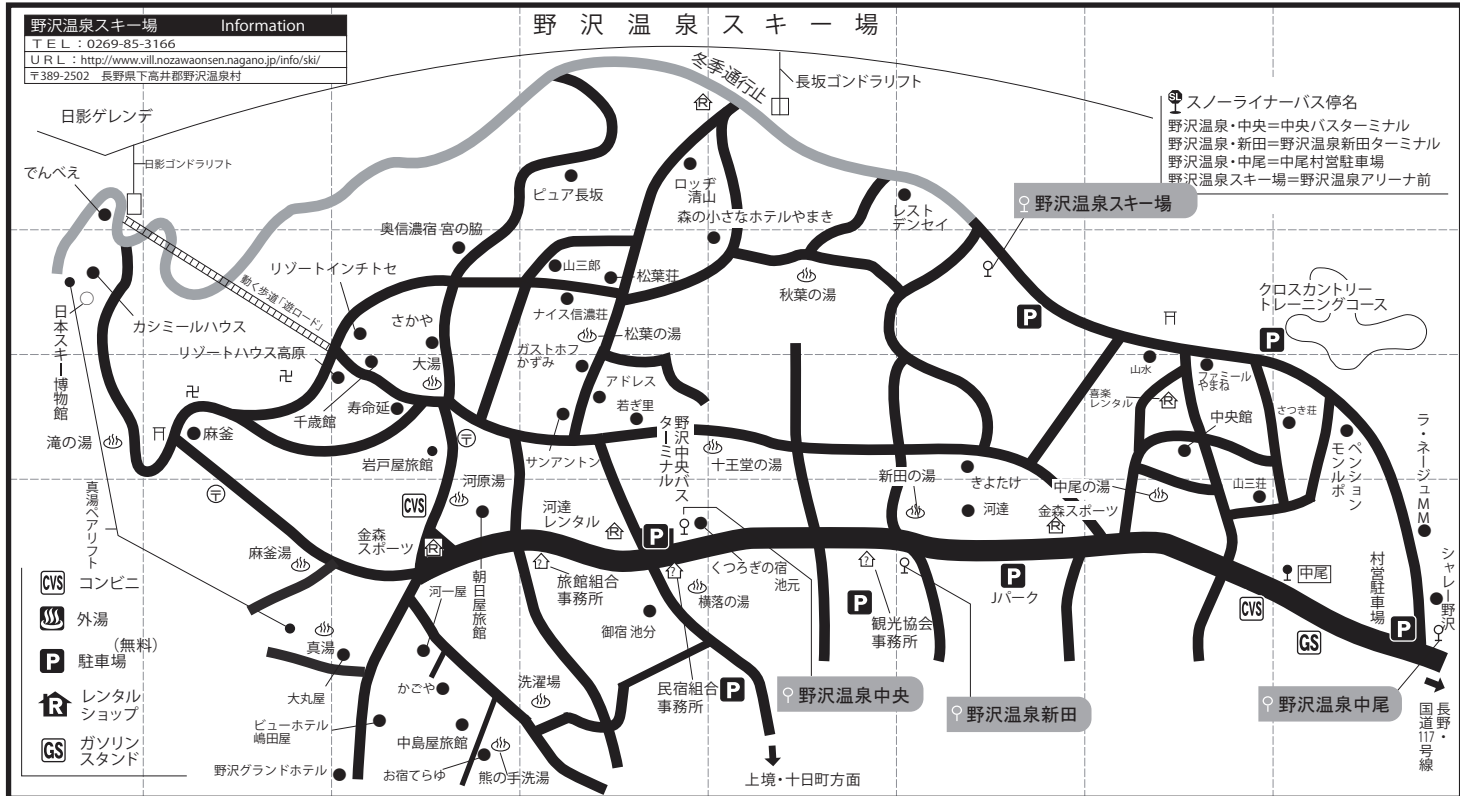 野沢温泉スキー場 Information
TEL：0269-85-3166
URL：http://www.vill.nozawaonsen.nagano.jp/info/ski/
〒389-2502 長野県下高井郡野沢温泉村
野沢温泉スキー場
冬季通行止
長坂ゴンドラリフト
SL スノーライナーバス停名
野沢温泉・中央＝中央バスターミナル
野沢温泉・新田＝野沢温泉新田ターミナル
野沢温泉・中尾＝中尾村営駐車場
野沢温泉スキー場＝野沢温泉アリーナ前
日影ゲレンデ
日影ゴンドラリフト
でんべえ
ピュア長坂
ロッヂ
清山
森の小さなホテルやまき
レスト
デンセイ
野沢温泉スキー場
奥信濃宿 宮の脇
リゾートインチトセ
動く歩道「遊ロード」
山三郎
松葉荘
秋葉の湯
クロスカントリー
トレーニングコース
カシミールハウス
日本スキー博物館
さかや
ナイス信濃荘
松葉の湯
リゾートハウス高原
大湯
ガストホフ
かずみ
アドレス
山水
ファミール
やまね
喜楽
レンタル
中央館
さつき荘
千歳館
寿命延
若ぎ里
野沢中央バス
ターミナル
滝の湯
麻釜
岩戸屋旅館
サンアントン
十王堂の湯
新田の湯
きよたけ
中尾の湯
山三荘
ペンション
モンルポ
ラ・ネージュMM
真湯ペアリフト
河原湯
河達
レンタル
河達
金森スポーツ
CVS
金森
スポーツ
麻釜湯
朝日屋旅館
旅館組合
事務所
くつろぎの宿
池元
横落の湯
観光協会
事務所
Jパーク
中尾
村営駐車場
シャレー野沢
CVS コンビニ
外湯
(無料)
P 駐車場
R レンタル
ショップ
GS ガソリン
スタンド
河一屋
御宿 池分
CVS
GS
真湯
大丸屋
かごや
洗濯場
民宿組合
事務所
野沢温泉中央
野沢温泉新田
野沢温泉中尾
ビューホテル
嶋田屋
中島屋旅館
野沢グランドホテル
お宿てらゆ
熊の手洗湯
上境・十日町方面
長野・
国道117号線